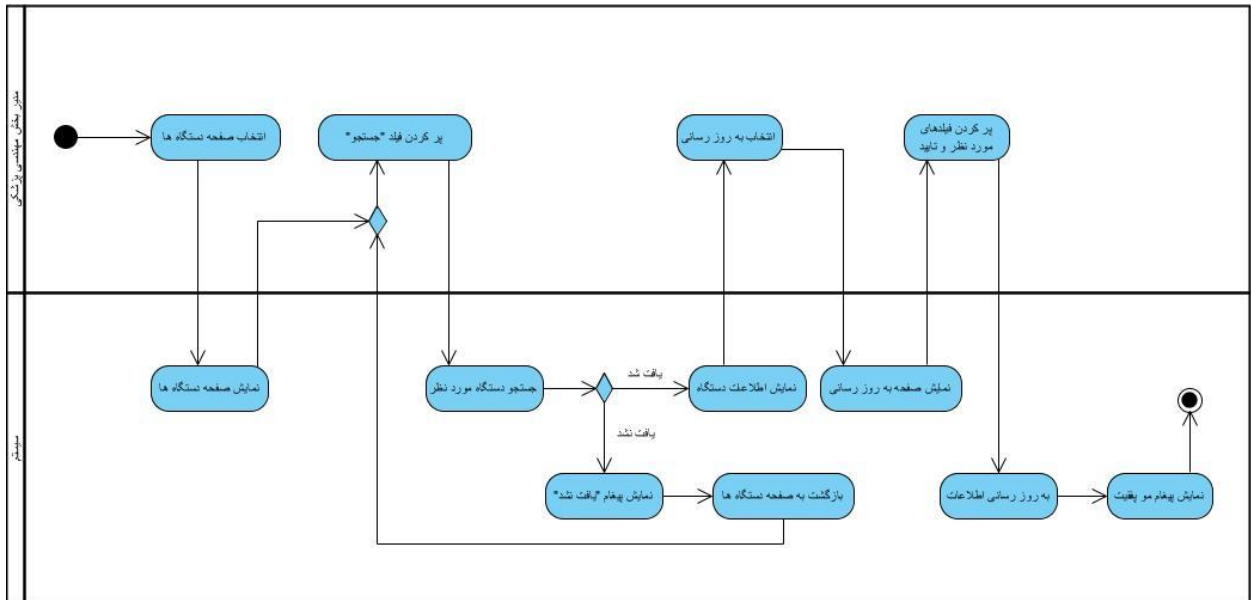 مدیر بخش مهندسی پزشکی
انتخاب صفحه دستگاه ها
پر کردن فیلد "جستجو"
انتخاب به روز رسانی
پر کردن فیلدهای
مورد نظر و تایید
سیستم
نمایش صفحه دستگاه ها
جستجو دستگاه مورد نظر
یافت شد
نمایش اطلاعات دستگاه
نمایش صفحه به روز رسانی
یافت نشد
نمایش پیغام "یافت نشد"
بازگشت به صفحه دستگاه ها
به روز رسانی اطلاعات
نمایش پیغام مو فقیت